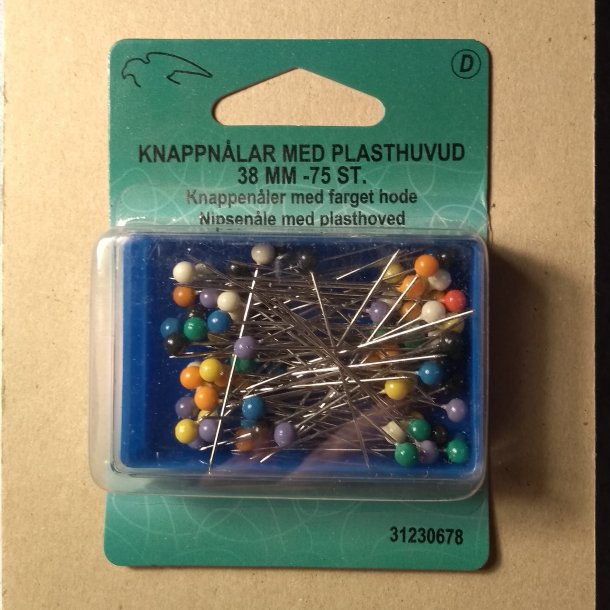 D
KNAPPNÅLAR MED PLASTHUVUD
38 MM -75 ST.
Knappenåler med farget hode
Nipsenåle med plasthoved
31230678